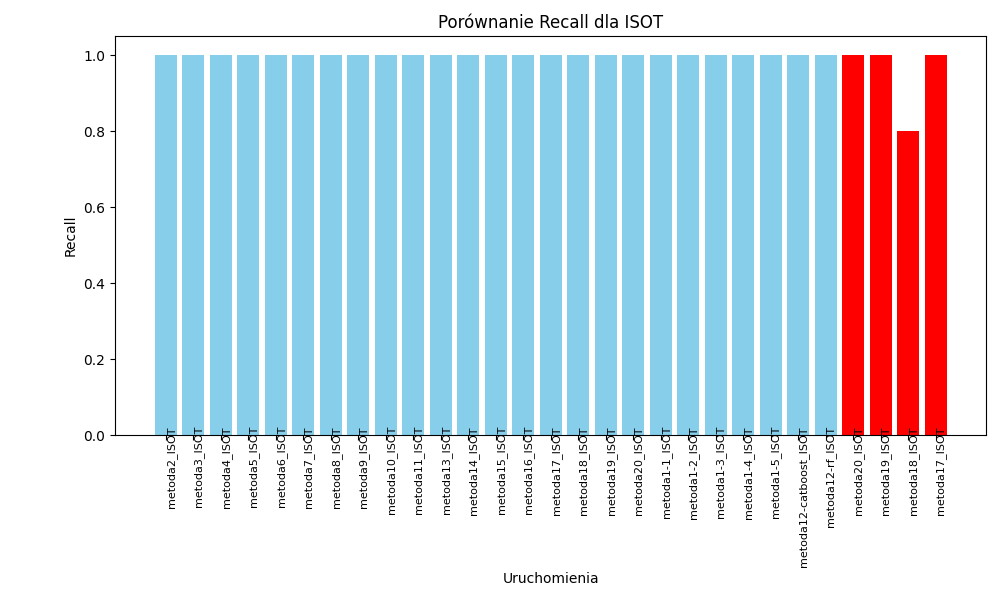 Porównanie Recall dla ISOT
1.0
0.8
0.6
0.4
0.2
0.0
Recall
metoda2_ISOT
metoda3_ISOT
metoda4_ISOT
metoda5_ISOT
metoda6_ISOT
metoda7_ISOT
metoda8_ISOT
metoda9_ISOT
metoda10_ISOT
metoda11_ISOT
metoda13_ISOT
metoda14_ISOT
metoda15_ISOT
metoda16_ISOT
metoda17_ISOT
metoda18_ISOT
metoda19_ISOT
metoda20_ISOT
metoda1-1_ISOT
metoda1-2_ISOT
metoda1-3_ISOT
metoda1-4_ISOT
metoda1-5_ISOT
metoda12-catboost_ISOT
metoda12-rf_ISOT
metoda20_ISOT
metoda19_ISOT
metoda18_ISOT
metoda17_ISOT
Uruchomienia